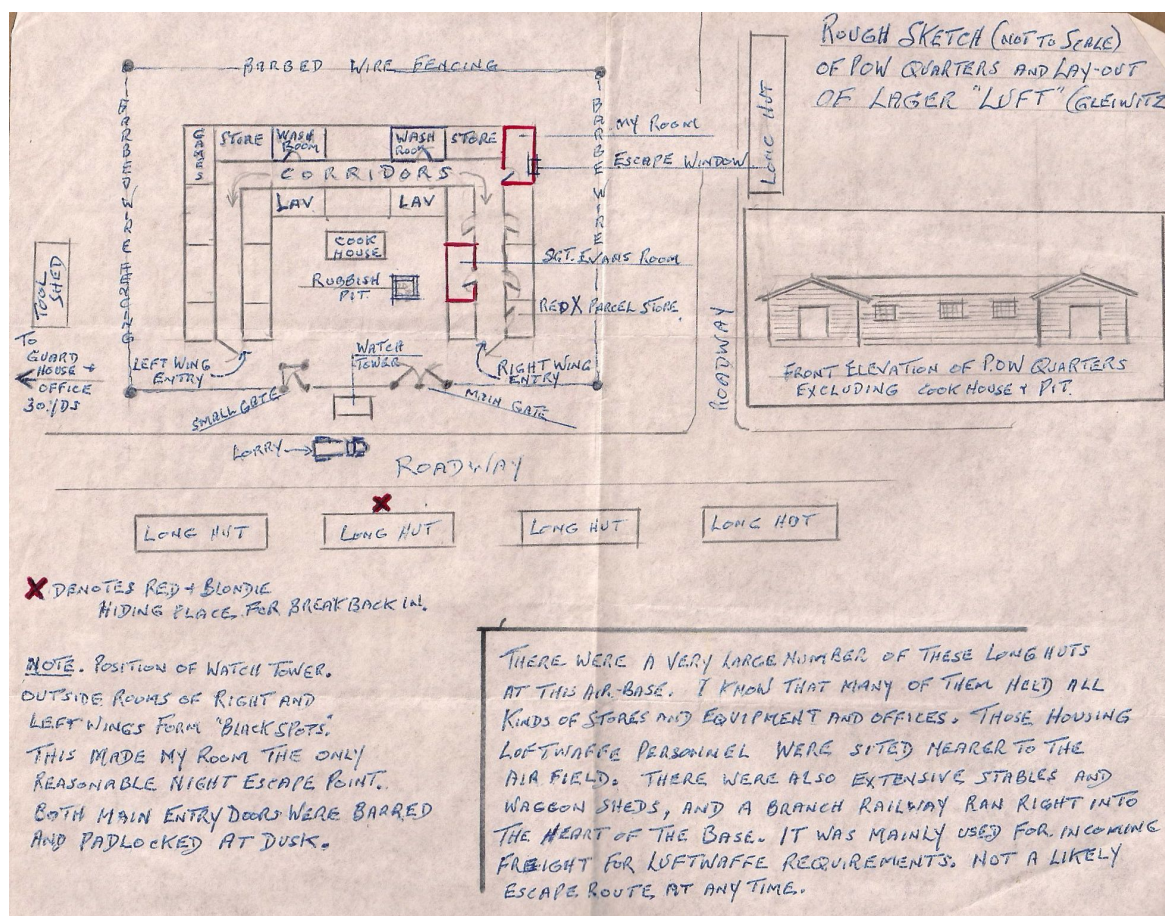 ROUGH SKETCH (NOT TO SCALE)
OF POW QUARTERS AND LAY-OUT
OF LAGER "LUFT" (GLEIWITZ
BARBED WIRE FENCING
BARBED WIRE FENCING
BARBE WIRE
GAMES
STORE
WASH
ROOM
WASH
ROOM
STORE
MY ROOM
ESCAPE WINDOW
LONG HUT
CORRIDORS
LAV
LAV
COOK
HOUSE
RUBBISH
PIT.
SGT. EVANS ROOM
RED X PARCEL STORE.
TOOL
SHED
TO
GUARD
HOUSE +
OFFICE
30 YDS
LEFT WING
ENTRY
WATCH
TOWER
RIGHT WING
ENTRY
SMALL GATE
MAIN GATE
ROADWAY
FRONT ELEVATION OF P.O.W QUARTERS
EXCLUDING COOK HOUSE + PIT.
LORRY
ROADWAY
X
LONG HUT
LONG HUT
LONG HUT
LONG HUT
X DENOTES RED + BLONDIE
HIDING PLACE FOR BREAK BACK IN.
NOTE. POSITION OF WATCH TOWER.
OUTSIDE ROOMS OF RIGHT AND
LEFT WINGS FORM "BLACK SPOTS."
THIS MADE MY ROOM THE ONLY
REASONABLE NIGHT ESCAPE POINT.
BOTH MAIN ENTRY DOORS WERE BARRED
AND PADLOCKED AT DUSK.
THERE WERE A VERY LARGE NUMBER OF THESE LONG HUTS
AT THIS AIR-BASE. I KNOW THAT MANY OF THEM HELD ALL
KINDS OF STORES AND EQUIPMENT AND OFFICES. THOSE HOUSING
LUFTWAFFE PERSONNEL WERE SITED NEARER TO THE
AIR FIELD. THERE WERE ALSO EXTENSIVE STABLES AND
WAGGON SHEDS, AND A BRANCH RAILWAY RAN RIGHT INTO
THE HEART OF THE BASE. IT WAS MAINLY USED FOR INCOMING
FREIGHT FOR LUFTWAFFE REQUIREMENTS. NOT A LIKELY
ESCAPE ROUTE AT ANY TIME.